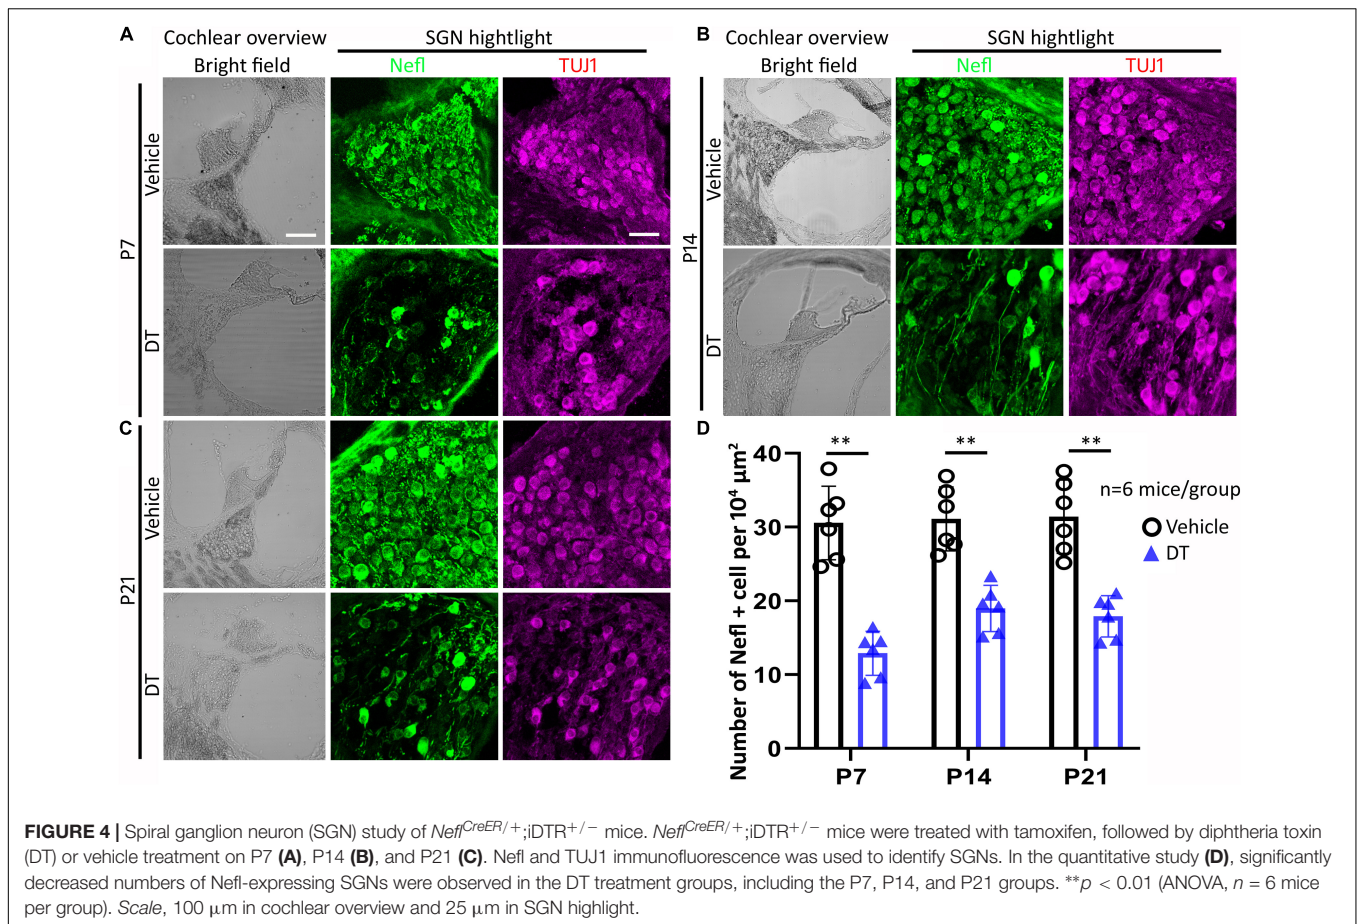 A
Cochlear overview
SGN hightlight
Bright field
Nefl
TUJ1
P7
Vehicle
DT
B
Cochlear overview
SGN hightlight
Bright field
Nefl
TUJ1
P14
Vehicle
DT
C
P21
Vehicle
DT
D
Number of Nefl + cell per 10⁴ µm²
40
30
20
10
0
**
**
**
n=6 mice/group
Vehicle
DT
P7
P14
P21
FIGURE 4 | Spiral ganglion neuron (SGN) study of Nefl^CreER/+;iDTR^+/− mice. Nefl^CreER/+;iDTR^+/− mice were treated with tamoxifen, followed by diphtheria toxin
(DT) or vehicle treatment on P7 (A), P14 (B), and P21 (C). Nefl and TUJ1 immunofluorescence was used to identify SGNs. In the quantitative study (D), significantly
decreased numbers of Nefl-expressing SGNs were observed in the DT treatment groups, including the P7, P14, and P21 groups. **p < 0.01 (ANOVA, n = 6 mice
per group). Scale, 100 µm in cochlear overview and 25 µm in SGN highlight.